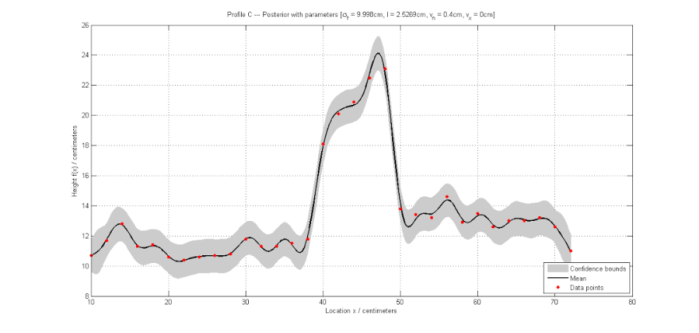 Profile C --- Posterior with parameters [σf = 9.998cm, l = 2.5269cm, vn = 0.4cm, vx = 0cm]
26
24
22
20
18
16
14
12
10
8
Height f(x) / centimeters
10 20 30 40 50 60 70 80
Location x / centimeters
Confidence bounds
Mean
Data points